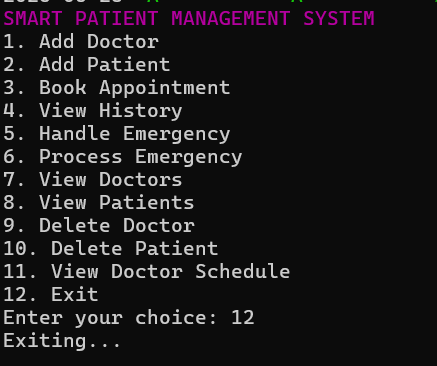 SMART PATIENT MANAGEMENT SYSTEM
1. Add Doctor
2. Add Patient
3. Book Appointment
4. View History
5. Handle Emergency
6. Process Emergency
7. View Doctors
8. View Patients
9. Delete Doctor
10. Delete Patient
11. View Doctor Schedule
12. Exit
Enter your choice: 12
Exiting...